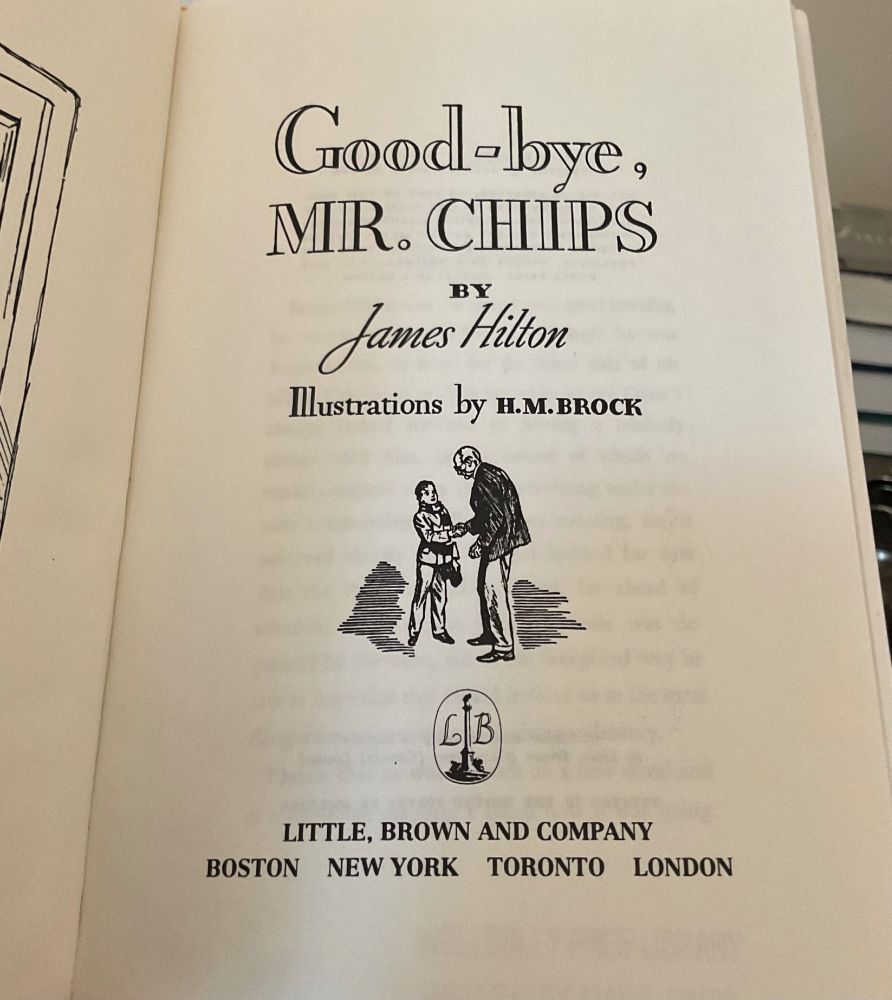 Good-bye,
MR. CHIPS
BY
James Hilton
Illustrations by H.M.BROCK
L B
LITTLE, BROWN AND COMPANY
BOSTON NEW YORK TORONTO LONDON